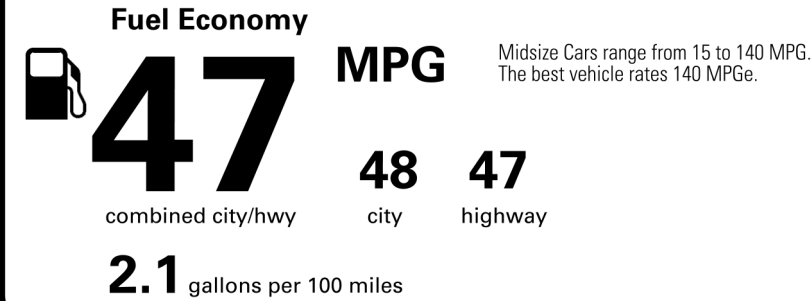 Fuel Economy
47 MPG
Midsize Cars range from 15 to 140 MPG.
The best vehicle rates 140 MPGe.
combined city/hwy
48
city
47
highway
2.1 gallons per 100 miles